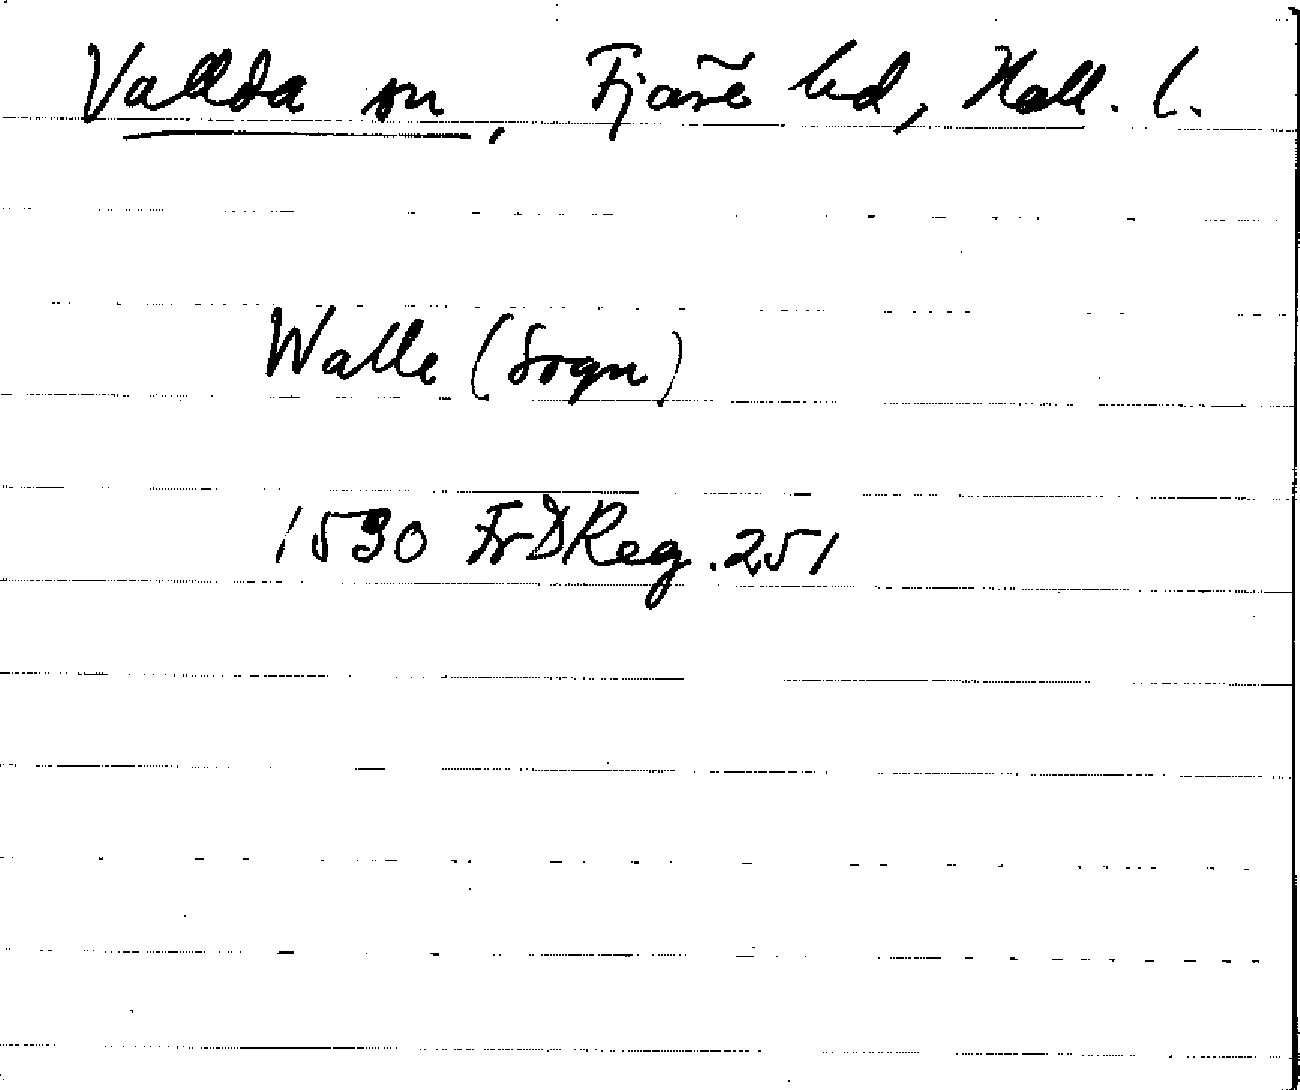 Vallda sn, Fjäre hd, Hall. l.
Walle (Sogn)
1530 FrDReg. 251